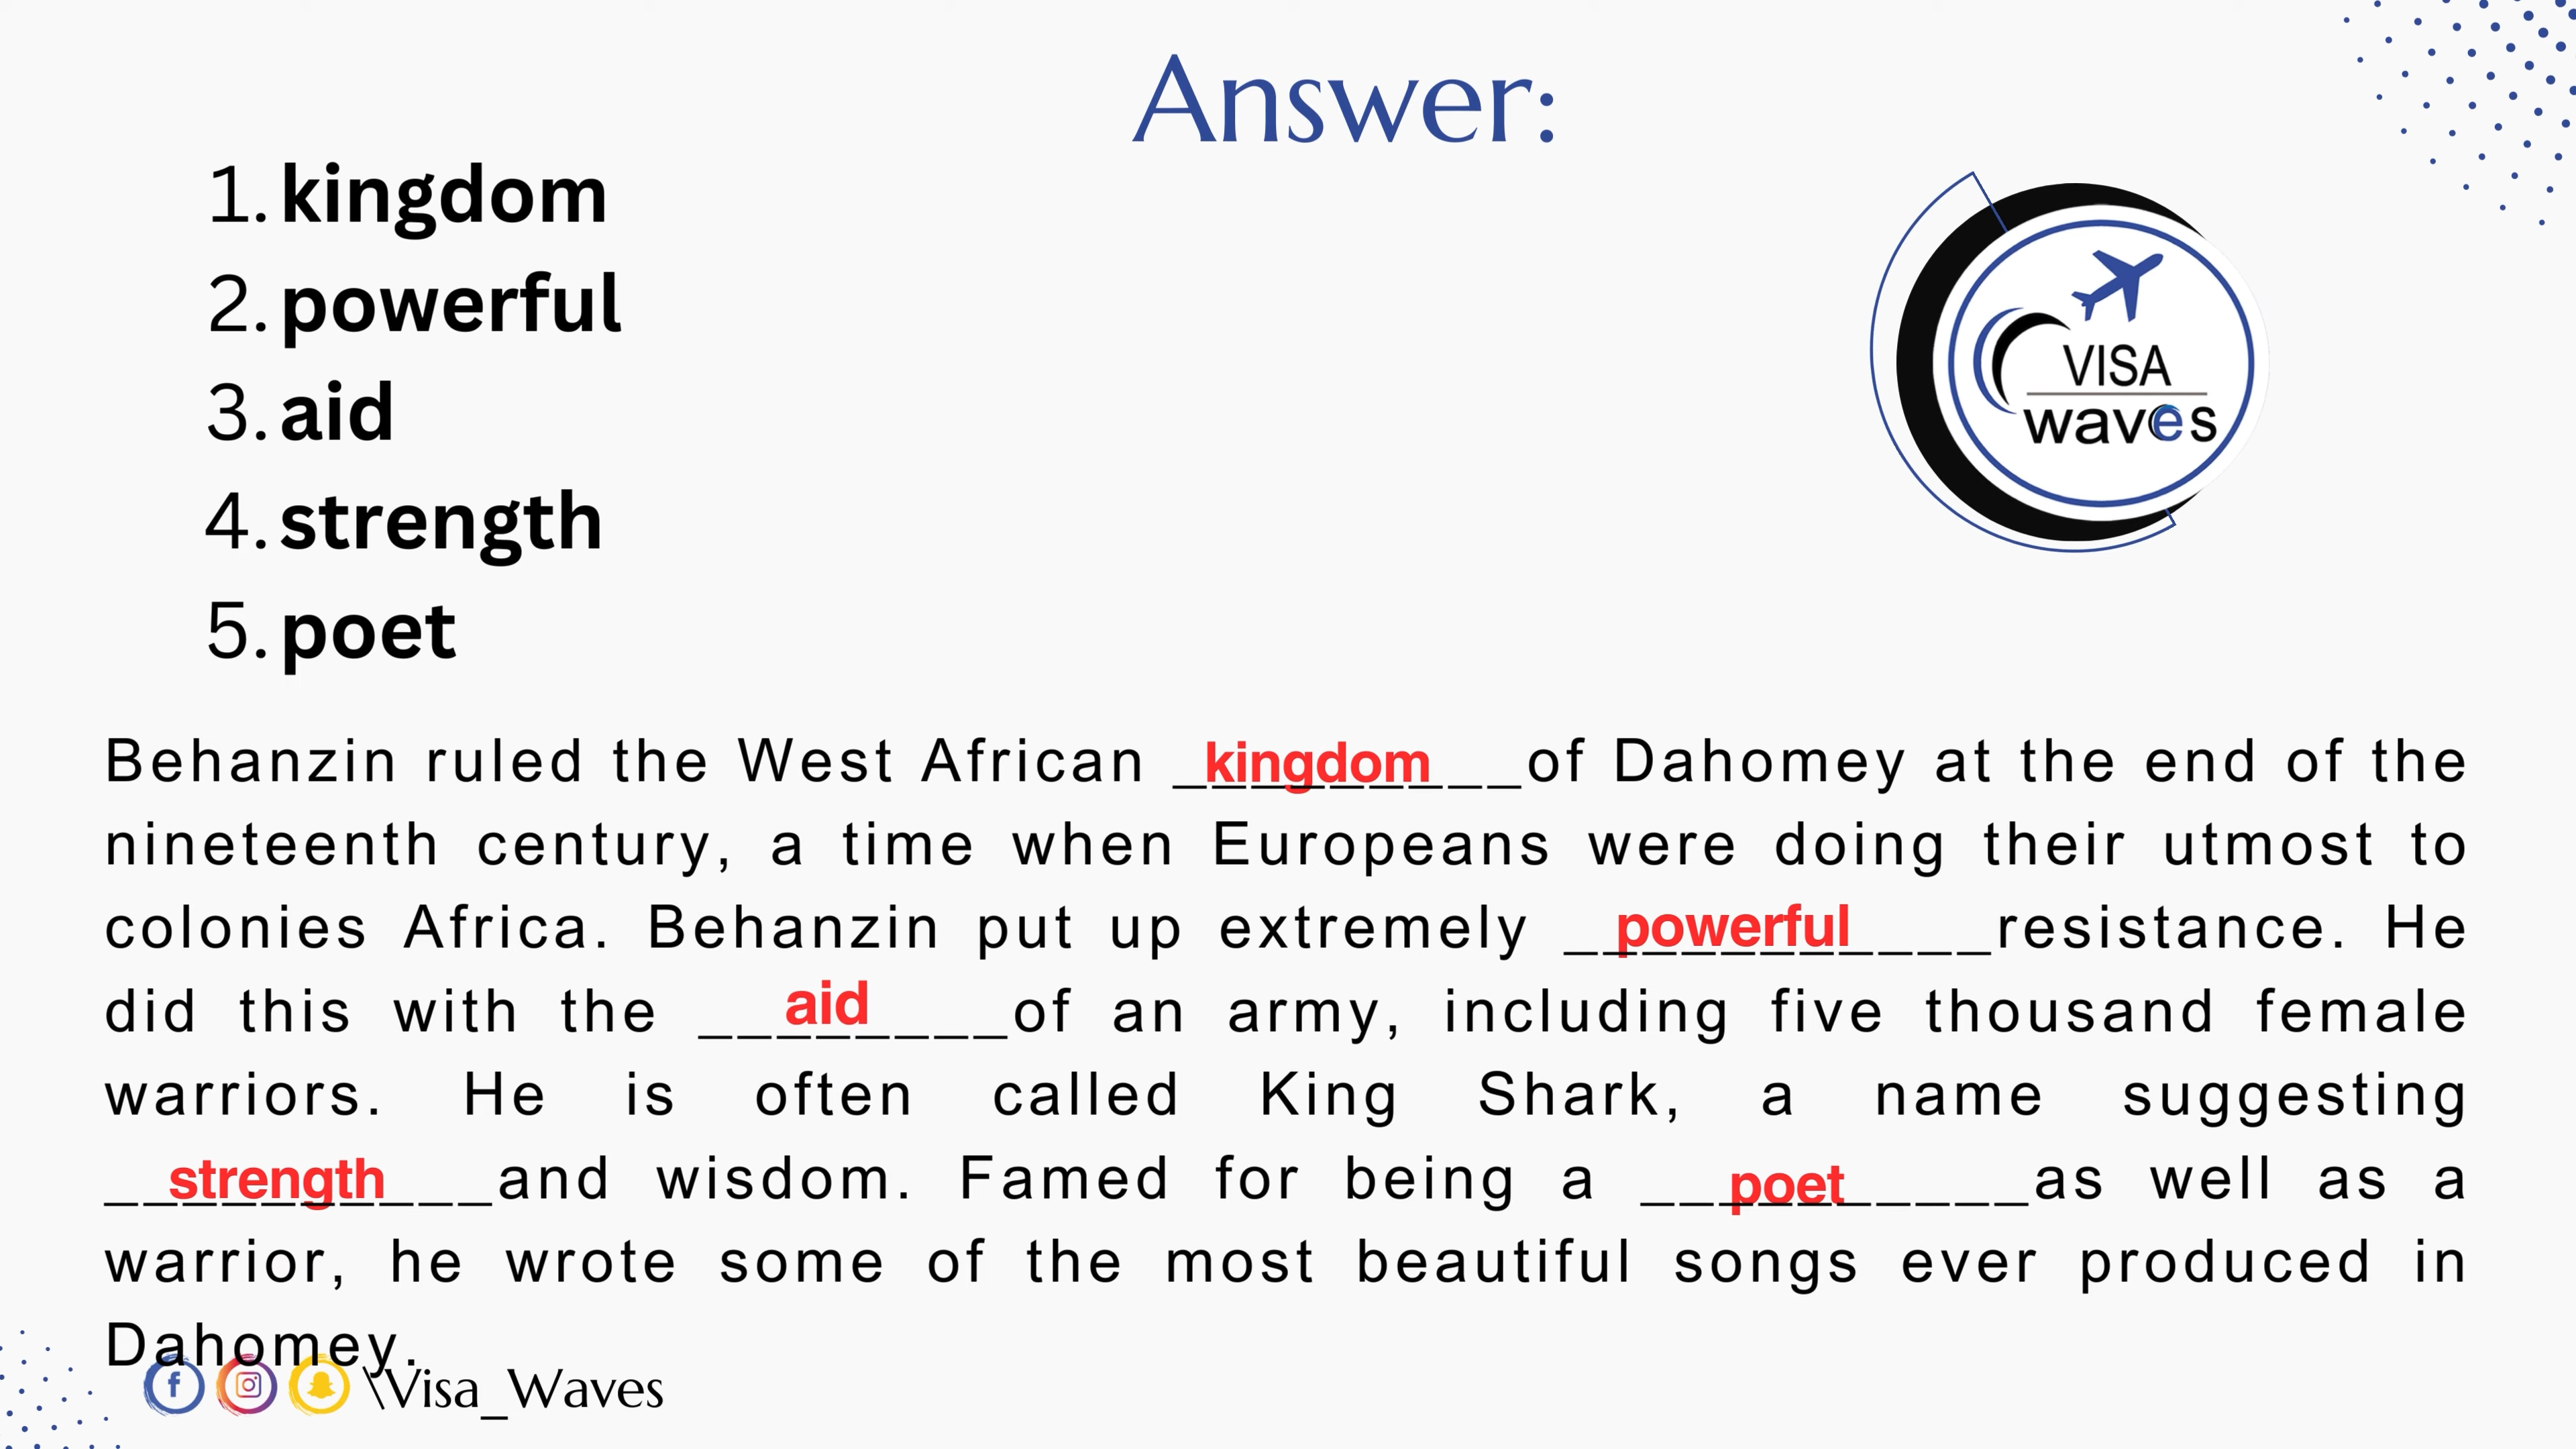 Answer:
1. kingdom
2. powerful
3. aid
4. strength
5. poet
VISA
waves
Behanzin ruled the West African _kingdom__of Dahomey at the end of the
nineteenth century, a time when Europeans were doing their utmost to
colonies Africa. Behanzin put up extremely _powerful____resistance. He
did this with the __aid____of an army, including five thousand female
warriors. He is often called King Shark, a name suggesting
_strength___and wisdom. Famed for being a __poet_____as well as a
warrior, he wrote some of the most beautiful songs ever produced in
Dahomey.
\Visa_Waves